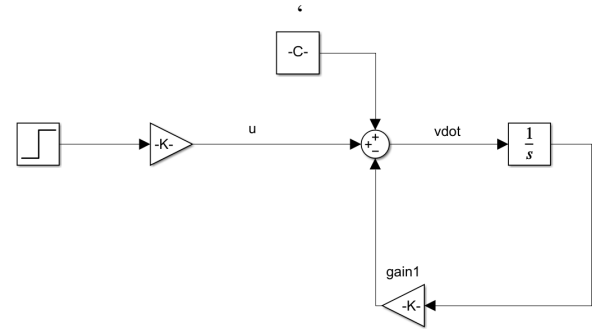 ‘
-C-
u
vdot
-K-
+
+
−
1
s
gain1
-K-